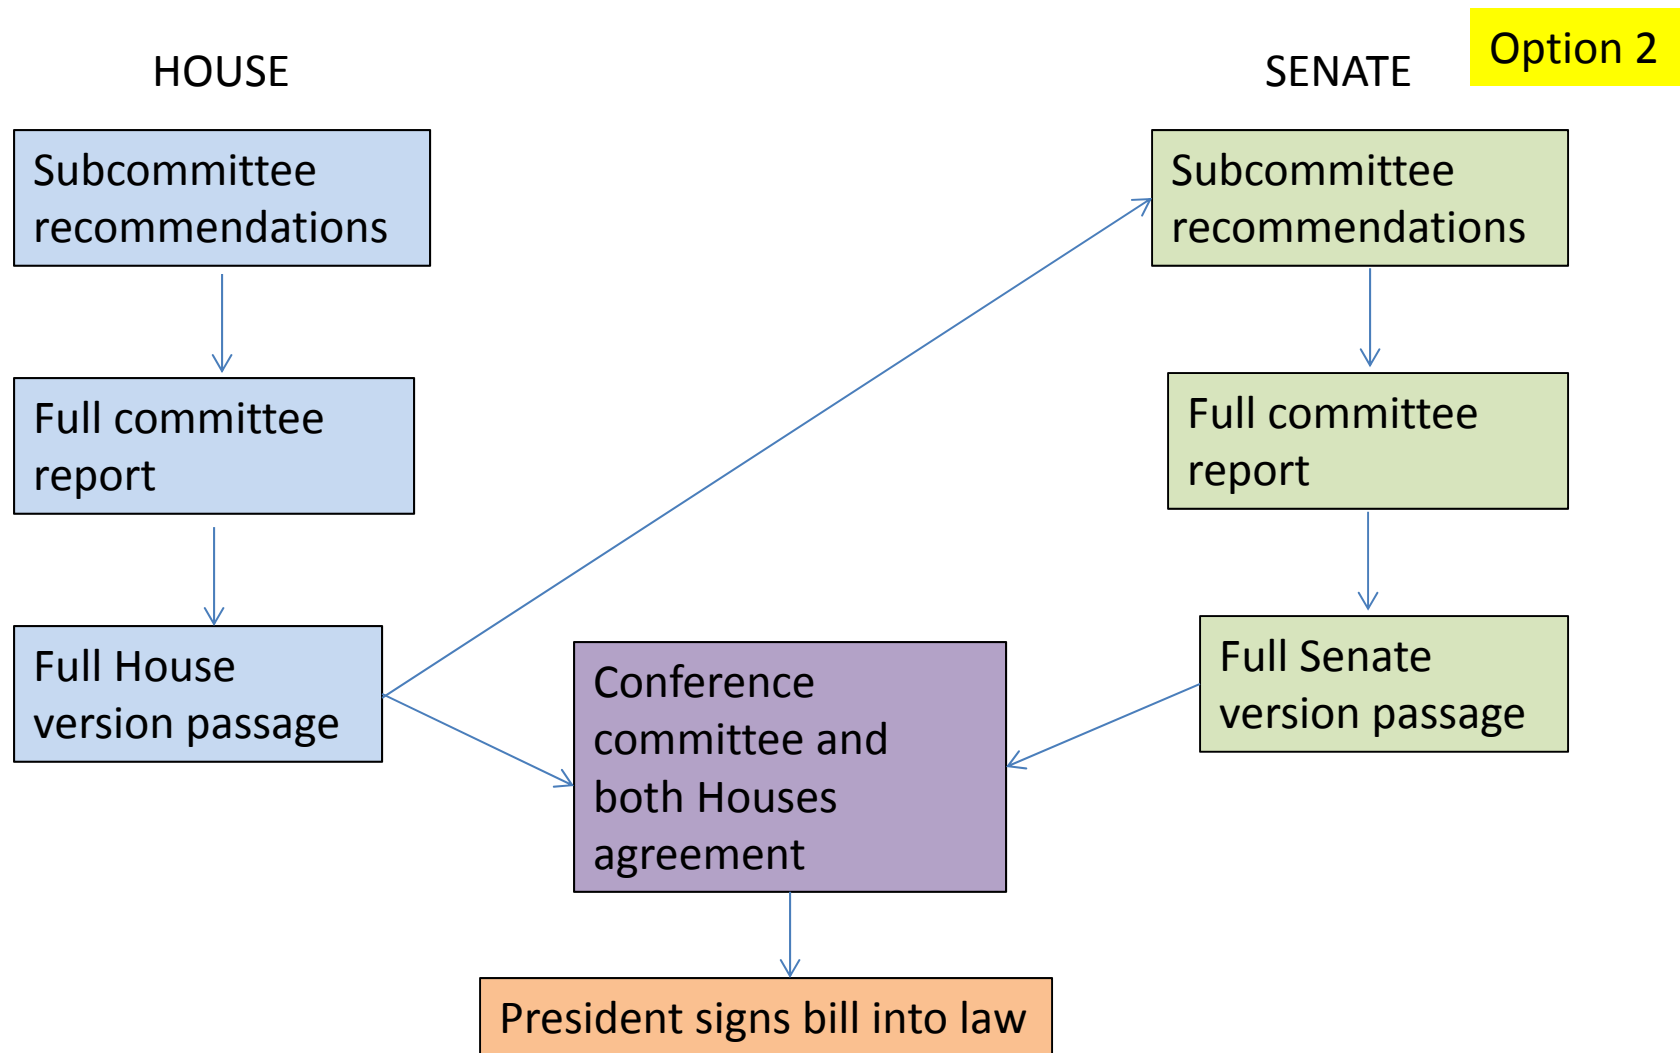 HOUSE
SENATE
Option 2
Subcommittee
recommendations
Subcommittee
recommendations
Full committee
report
Full committee
report
Full House
version passage
Conference
committee and
both Houses
agreement
Full Senate
version passage
President signs bill into law